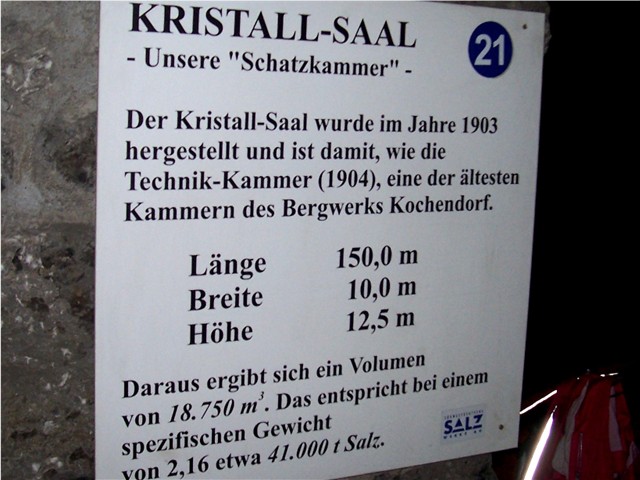 KRISTALL-SAAL
21
- Unsere "Schatzkammer" -
Der Kristall-Saal wurde im Jahre 1903
hergestellt und ist damit, wie die
Technik-Kammer (1904), eine der ältesten
Kammern des Bergwerks Kochendorf.
Länge 150,0 m
Breite 10,0 m
Höhe 12,5 m
Daraus ergibt sich ein Volumen
von 18.750 m³. Das entspricht bei einem
spezifischen Gewicht
von 2,16 etwa 41.000 t Salz.
SALZ